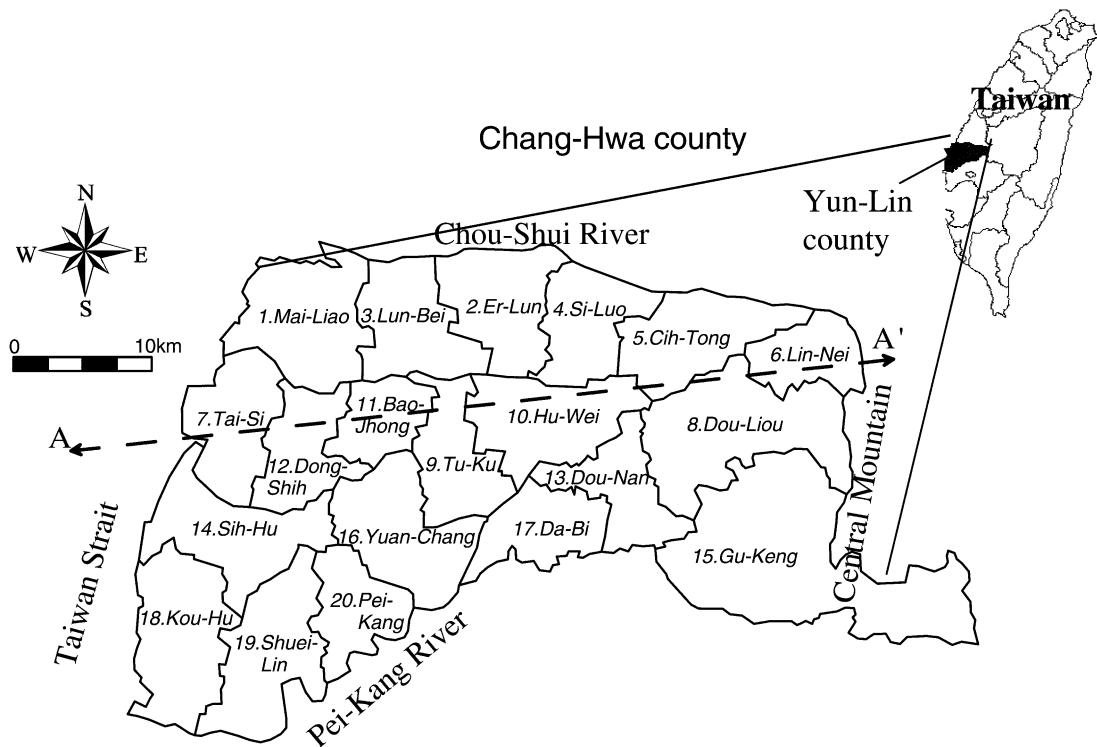 Taiwan
Chang-Hwa county
Yun-Lin
county
N
W
E
S
Chou-Shui River
0
10km
1.Mai-Liao
3.Lun-Bei
2.Er-Lun
4.Si-Luo
5.Cih-Tong
6.Lin-Nei
A'
A
7.Tai-Si
11.Bao-
Jhong
10.Hu-Wei
8.Dou-Liou
12.Dong-
Shih
9.Tu-Ku
13.Dou-Nan
14.Sih-Hu
16.Yuan-Chang
17.Da-Bi
15.Gu-Keng
Central Mountain
Taiwan Strait
18.Kou-Hu
20.Pei-
Kang
19.Shuei-
Lin
Pei-Kang River